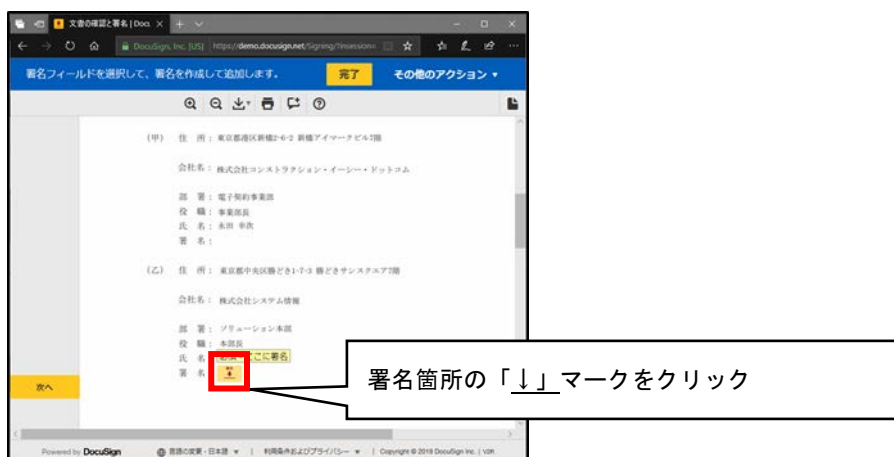 文書の確認と署名 | Docu
DocuSign, Inc. [US] https://demo.docusign.net/Signing/?insession=
署名フィールドを選択して、署名を作成して追加します。 完了 その他のアクション ▼
(甲) 住 所: 東京都港区新橋2-6-2 新橋アイマークビル7階
会社名: 株式会社コンストラクション・イーシー・ドットコム
部 署: 電子契約事業部
役 職: 事業部長
氏 名: 永田 幸次
署 名:
(乙) 住 所: 東京都中央区勝どき1-7-3 勝どきサンスクエア7階
会社名: 株式会社システム情報
部 署: ソリューション本部
役 職: 本部長
氏 名
ここに署名
署 名
署名箇所の「↓」マークをクリック
次へ
Powered by DocuSign 言語の変更 - 日本語 ▼ | 利用条件およびプライバシー ▼ | Copyright © 2018 DocuSign Inc. | V2R